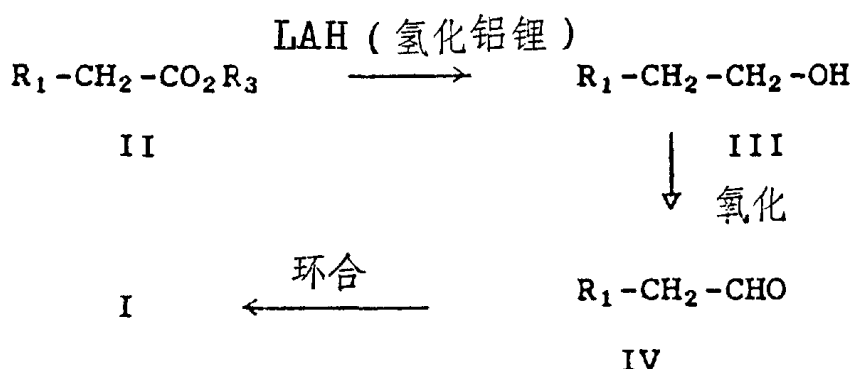 LAH (氢化铝锂)
R₁-CH₂-CO₂R₃ ⟶ R₁-CH₂-CH₂-OH
II III
氧化
环合
I ⟵ R₁-CH₂-CHO
IV